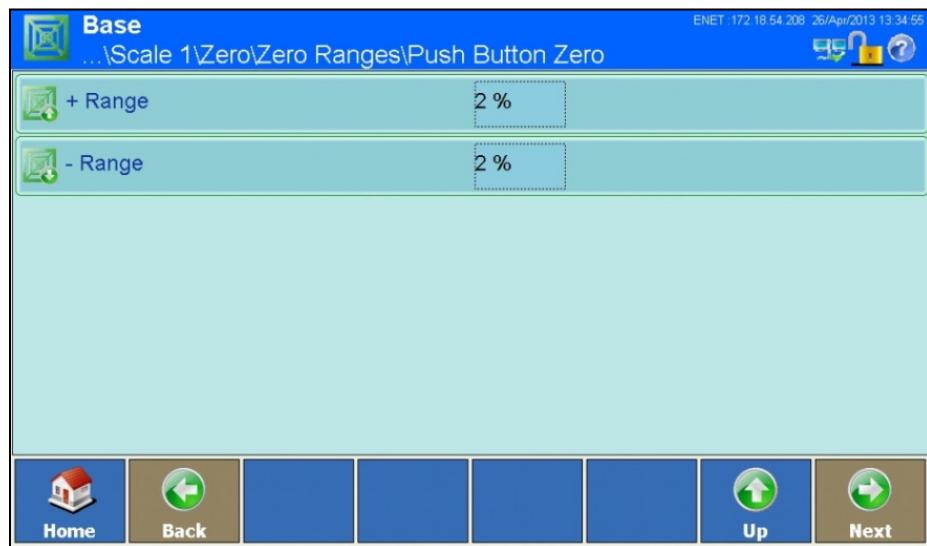 Base
ENET :172.18.54.208 26/Apr/2013 13:34:55
...\Scale 1\Zero\Zero Ranges\Push Button Zero
+ Range 2 %
- Range 2 %
Home Back Up Next